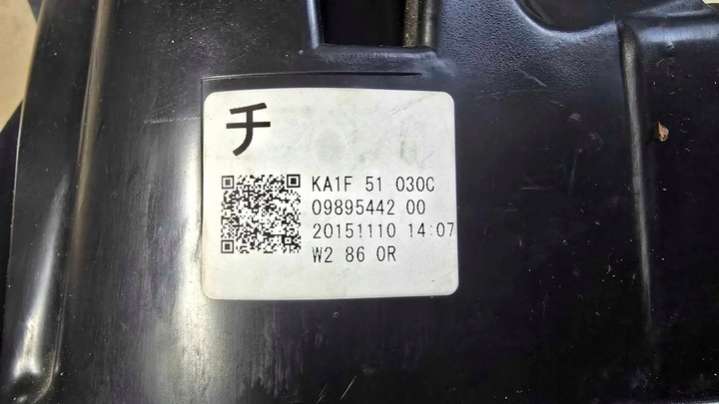 チ
KA1F 51 030C
09895442 00
20151110 14:07
W2 86 0R